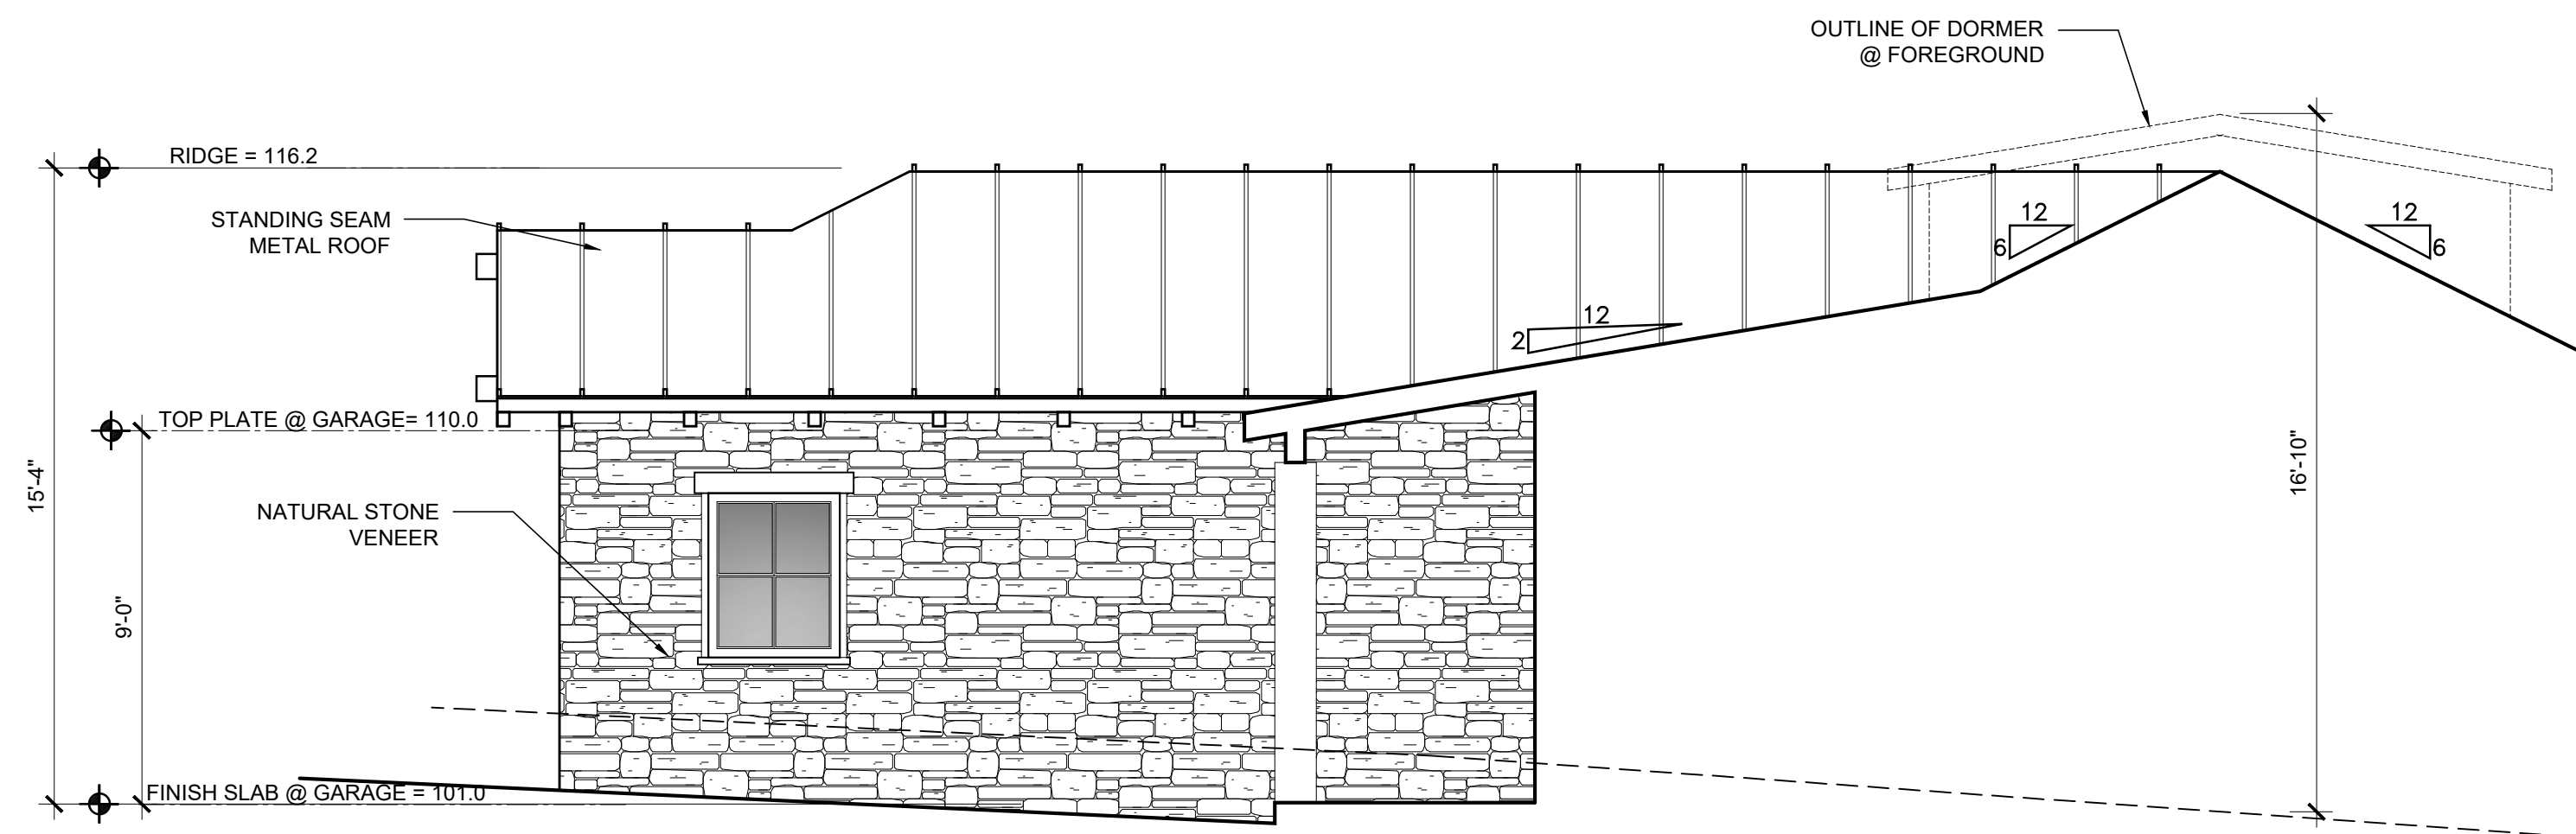 OUTLINE OF DORMER
@ FOREGROUND
RIDGE = 116.2
STANDING SEAM
METAL ROOF
12
6
12
6
12
2
TOP PLATE @ GARAGE= 110.0
15'-4"
16'-10"
NATURAL STONE
VENEER
9'-0"
FINISH SLAB @ GARAGE = 101.0